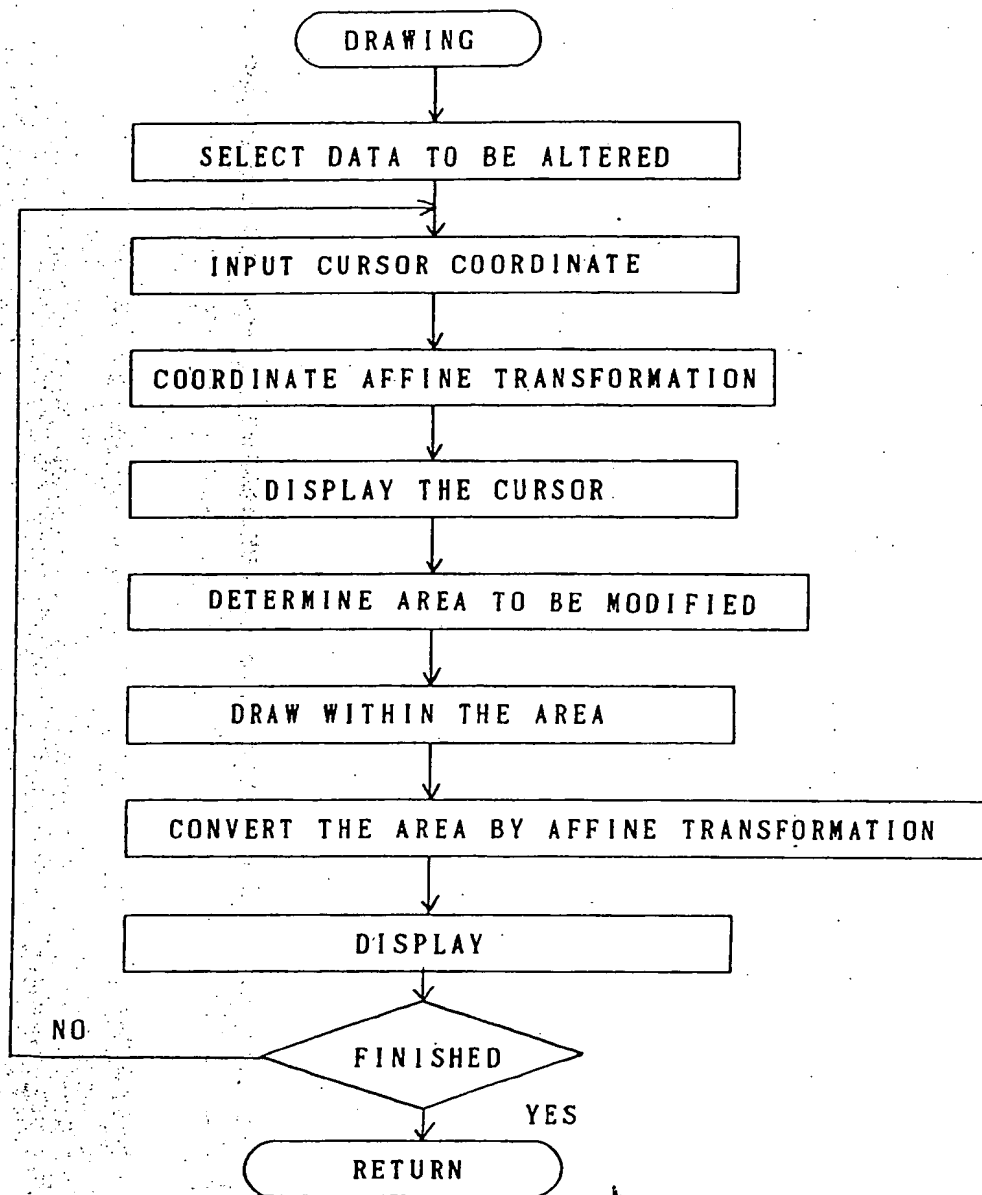 DRAWING
SELECT DATA TO BE ALTERED
INPUT CURSOR COORDINATE
COORDINATE AFFINE TRANSFORMATION
DISPLAY THE CURSOR
DETERMINE AREA TO BE MODIFIED
DRAW WITHIN THE AREA
CONVERT THE AREA BY AFFINE TRANSFORMATION
DISPLAY
NO
FINISHED
YES
RETURN